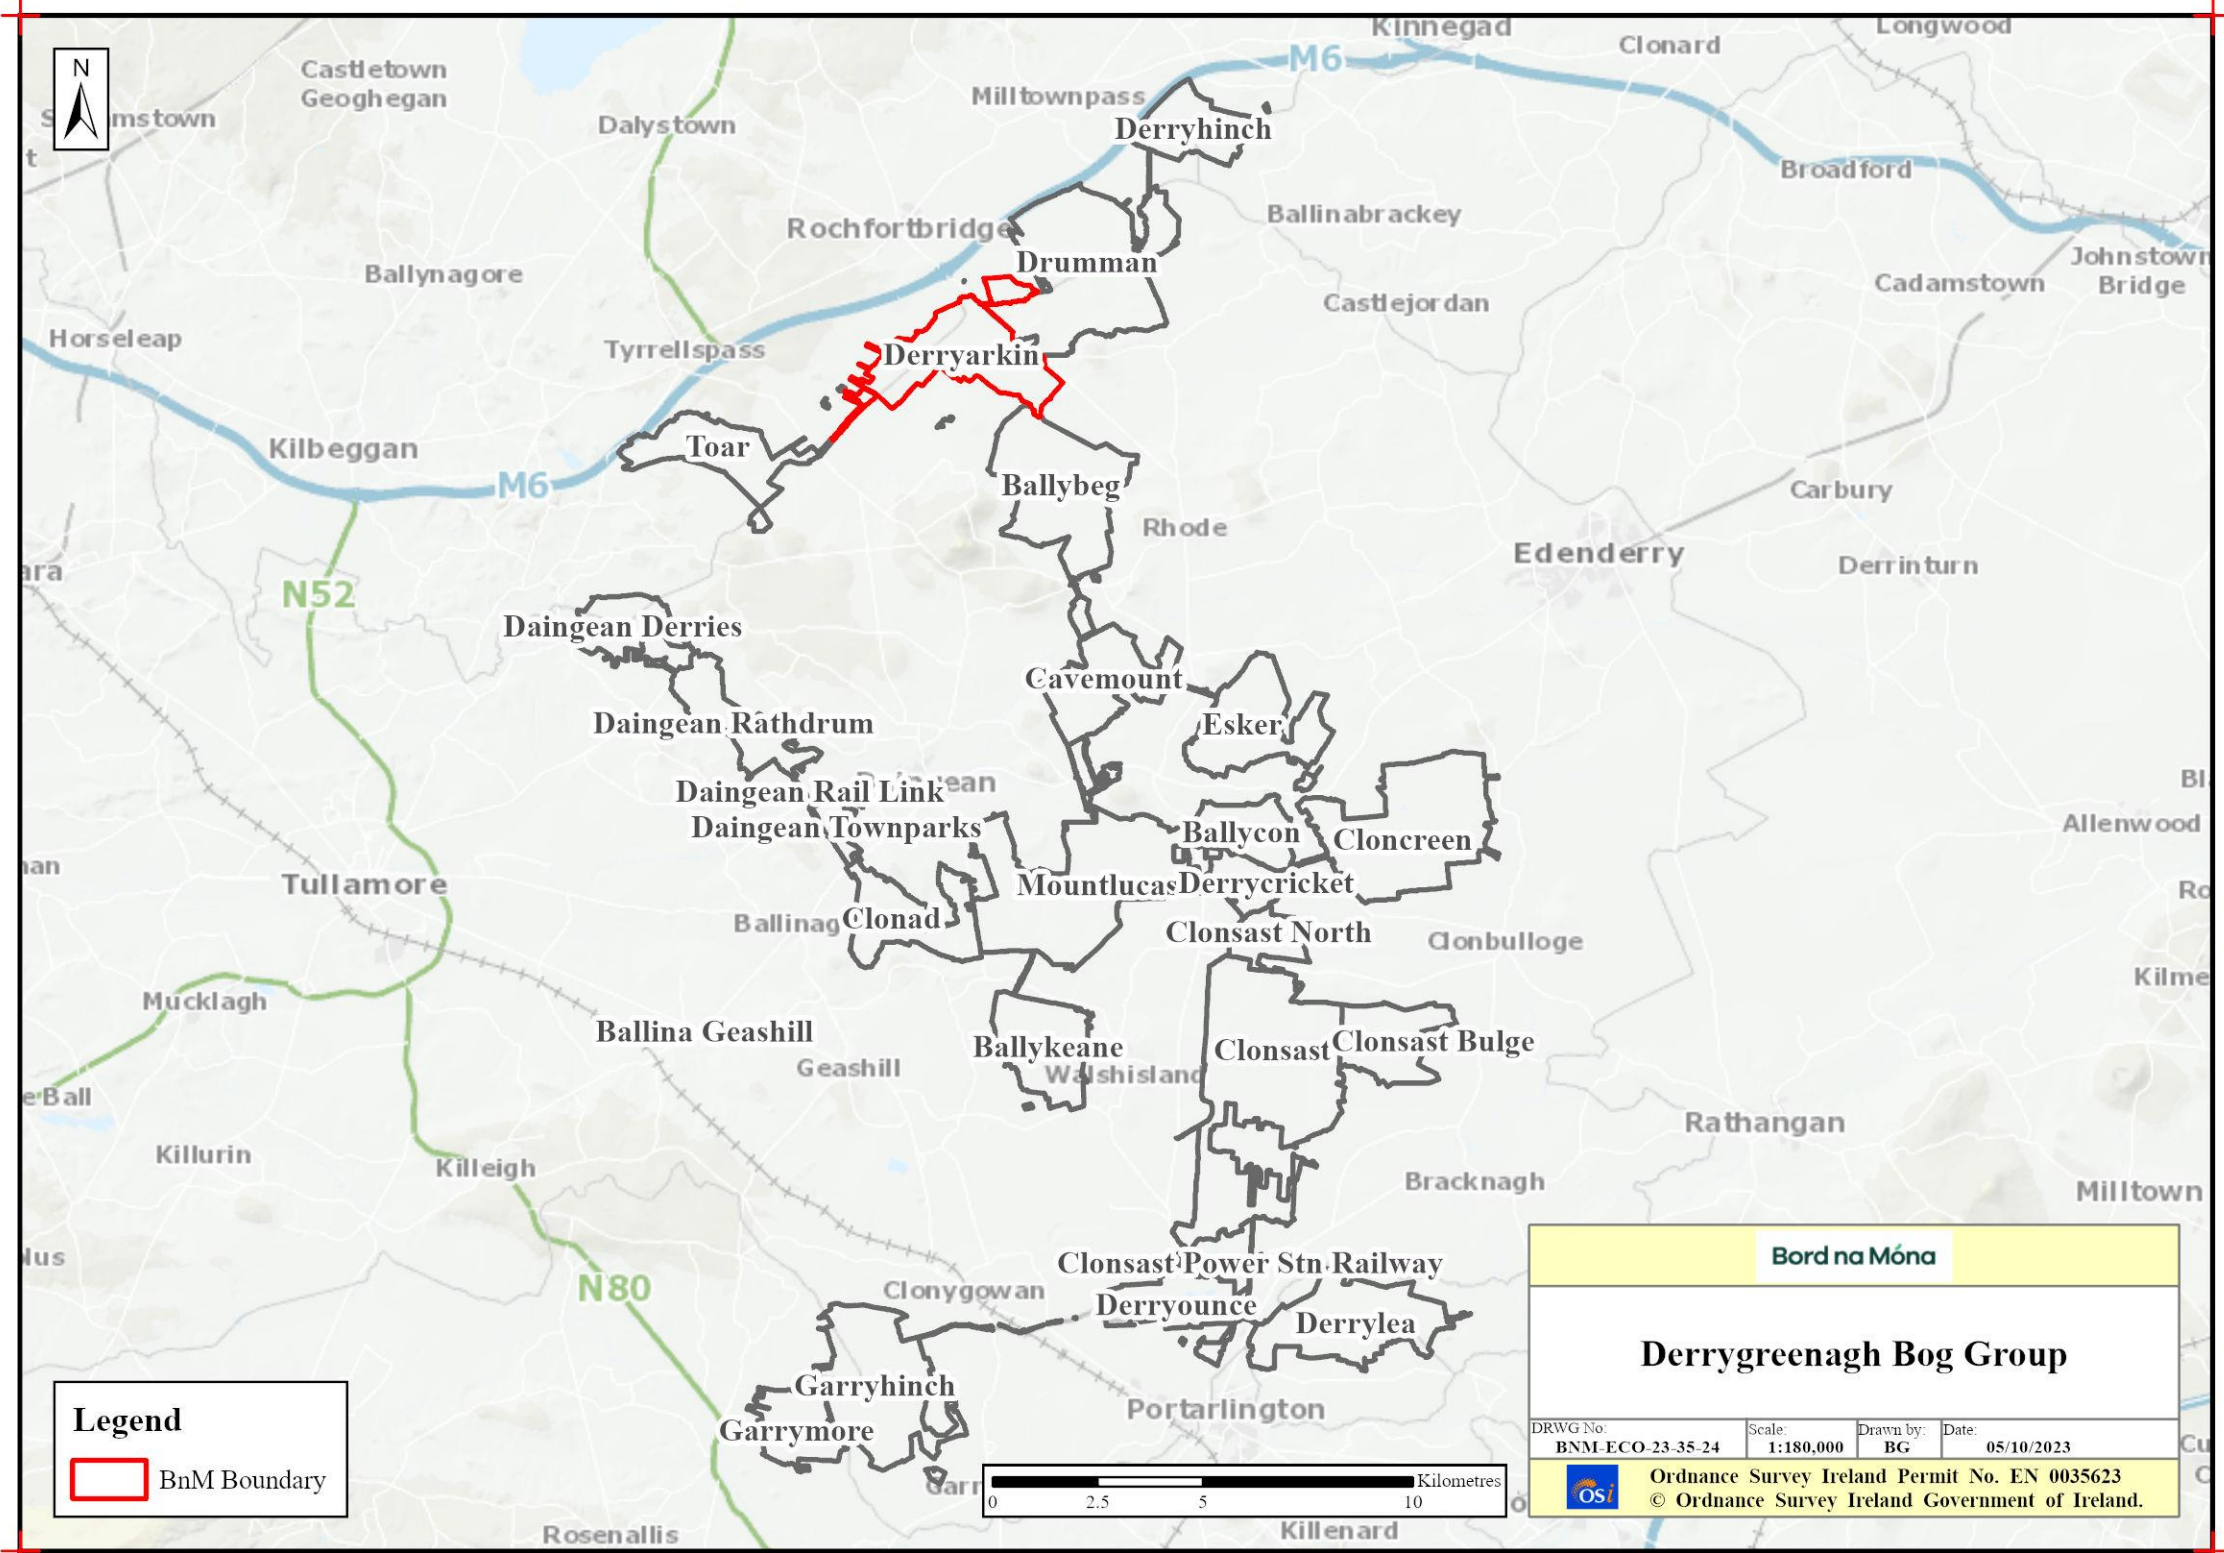 N
Castletown
Geoghegan
Kinnegad
Longwood
Clonard
M6
Milltownpass
Dalystown
Derryhinch
Broadford
Rochfortbridge
Ballinabrackey
Drumman
Johnstown
Bridge
Ballynagore
Cadamstown
Castlejordan
Horseleap
Tyrrellspass
Derryarkin
Kilbeggan
Toar
M6
Ballybeg
Carbury
Rhode
Edenderry
Derrinturn
N52
Daingean Derries
Cavemount
Daingean Rathdrum
Esker
Daingean Rail Link
Daingean Townparks
Ballycon
Cloncreen
Allenwood
Tullamore
Mountlucas
Derrycricket
Clonad
Clonsast North
Clonbulloge
Mucklagh
Ballina Geashill
Ballykeane
Clonsast
Clonsast Bulge
Geashill
Walshisland
Rathangan
Killurin
Killeigh
Bracknagh
Milltown
N80
Clonsast Power Stn Railway
Clonygowan
Derryounce
Derrylea
Garryhinch
Portarlington
Garrymore
Rosenallis
Killenard
Legend
BnM Boundary
Kilometres
0 2.5 5 10
Bord na Móna
Derrygreenagh Bog Group
DRWG No:
BNM-ECO-23-35-24
Scale:
1:180,000
Drawn by:
BG
Date:
05/10/2023
OSi
Ordnance Survey Ireland Permit No. EN 0035623
© Ordnance Survey Ireland Government of Ireland.